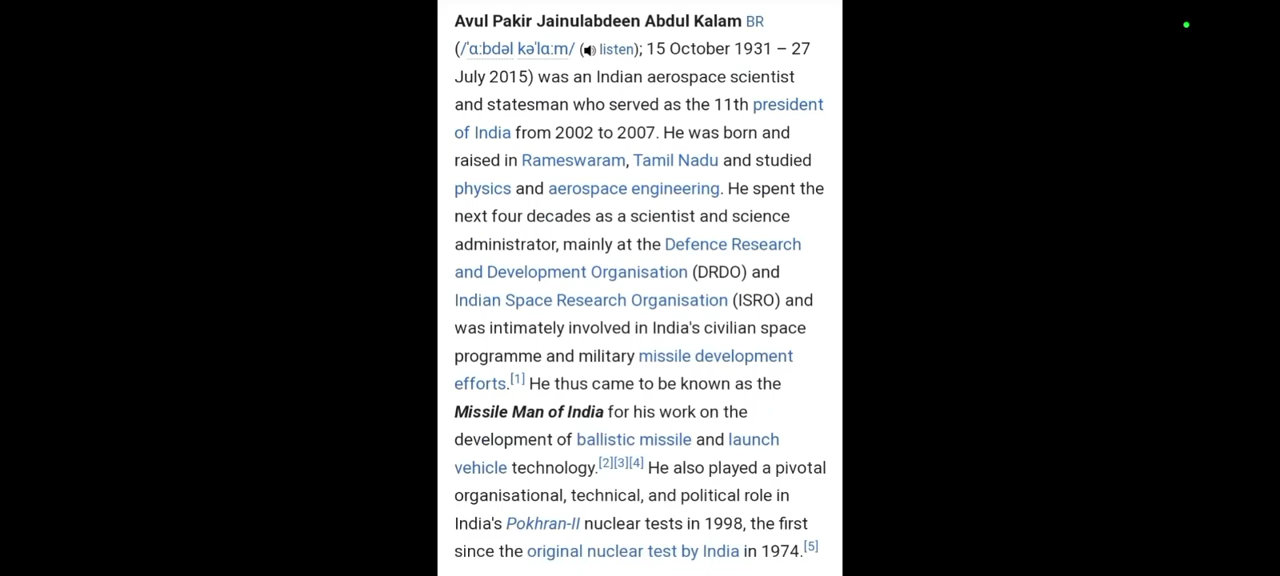 Avul Pakir Jainulabdeen Abdul Kalam BR
(/ˈɑːbdəl kəˈlɑːm/ (listen); 15 October 1931 – 27
July 2015) was an Indian aerospace scientist
and statesman who served as the 11th president
of India from 2002 to 2007. He was born and
raised in Rameswaram, Tamil Nadu and studied
physics and aerospace engineering. He spent the
next four decades as a scientist and science
administrator, mainly at the Defence Research
and Development Organisation (DRDO) and
Indian Space Research Organisation (ISRO) and
was intimately involved in India's civilian space
programme and military missile development
efforts.[1] He thus came to be known as the
Missile Man of India for his work on the
development of ballistic missile and launch
vehicle technology.[2][3][4] He also played a pivotal
organisational, technical, and political role in
India's Pokhran-II nuclear tests in 1998, the first
since the original nuclear test by India in 1974.[5]